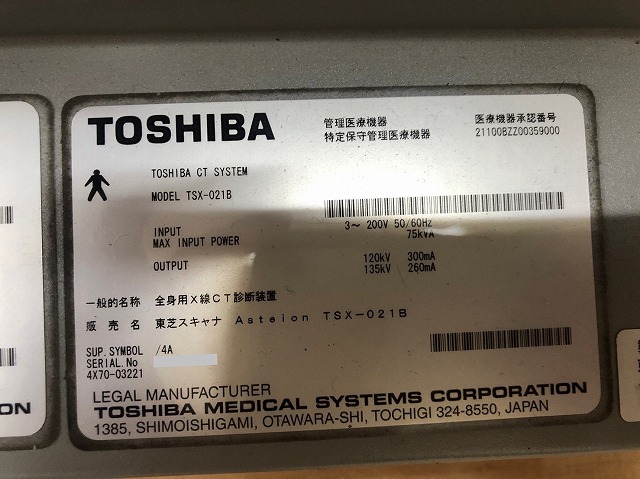 TOSHIBA
管理医療機器
特定保守管理医療機器
医療機器承認番号
21100BZZ00359000
TOSHIBA CT SYSTEM
MODEL TSX-021B
INPUT 3～ 200V 50/60Hz
MAX INPUT POWER 75kVA
OUTPUT 120kV 300mA
135kV 260mA
一般的名称 全身用X線CT診断装置
販売名 東芝スキャナ Asteion TSX-021B
SUP. SYMBOL /4A
SERIAL. No
4X70-03221
LEGAL MANUFACTURER
TOSHIBA MEDICAL SYSTEMS CORPORATION
1385, SHIMOISHIGAMI, OTAWARA-SHI, TOCHIGI 324-8550, JAPAN
ON